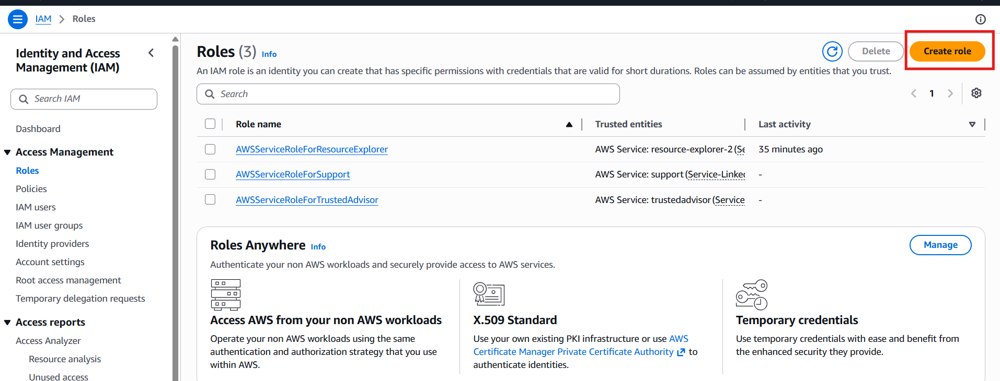 IAM > Roles
Identity and Access
Management (IAM)
Search IAM
Dashboard
Access Management
Roles
Policies
IAM users
IAM user groups
Identity providers
Account settings
Root access management
Temporary delegation requests
Access reports
Access Analyzer
Resource analysis
Unused access
Roles (3) Info
Delete
Create role
An IAM role is an identity you can create that has specific permissions with credentials that are valid for short durations. Roles can be assumed by entities that you trust.
Search
1
Role name Trusted entities Last activity
AWSServiceRoleForResourceExplorer AWS Service: resource-explorer-2 (Se 35 minutes ago
AWSServiceRoleForSupport AWS Service: support (Service-Linked -
AWSServiceRoleForTrustedAdvisor AWS Service: trustedadvisor (Service -
Roles Anywhere Info
Manage
Authenticate your non AWS workloads and securely provide access to AWS services.
Access AWS from your non AWS workloads
Operate your non AWS workloads using the same
authentication and authorization strategy that you use
within AWS.
X.509 Standard
Use your own existing PKI infrastructure or use AWS
Certificate Manager Private Certificate Authority to
authenticate identities.
Temporary credentials
Use temporary credentials with ease and benefit from
the enhanced security they provide.